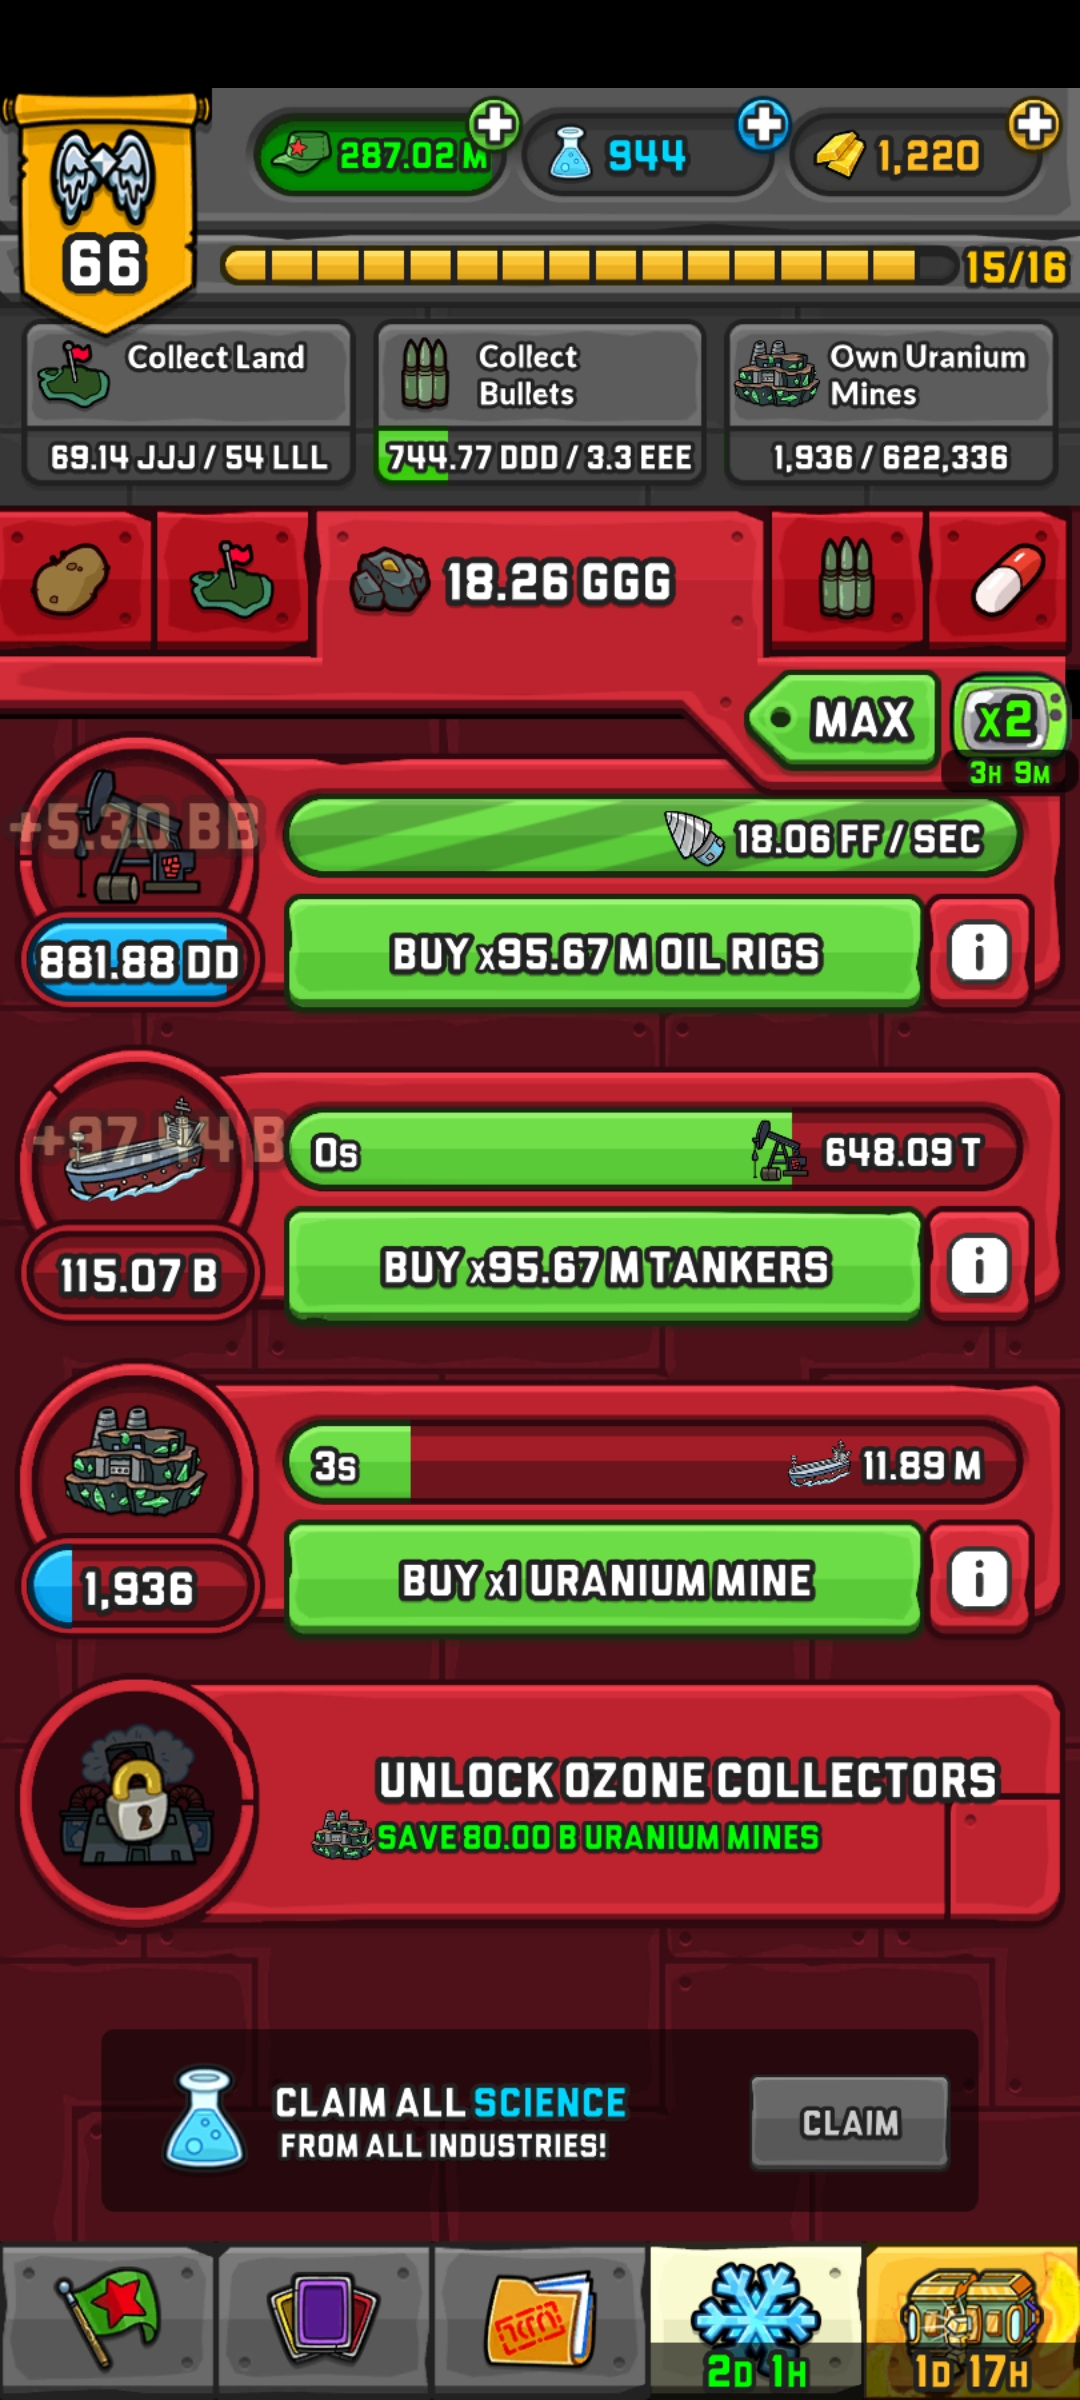 287.02 M
944
1,220
66
15/16
Collect Land
69.14 JJJ / 54 LLL
Collect
Bullets
744.77 DDD / 3.3 EEE
Own Uranium
Mines
1,936 / 622,336
18.26 GGG
MAX
x2
3H 9M
+5.30 BB
18.06 FF / SEC
881.88 DD
BUY x95.67 M OIL RIGS
i
0s
648.09 T
115.07 B
BUY x95.67 M TANKERS
i
3s
11.89 M
1,936
BUY x1 URANIUM MINE
i
UNLOCK OZONE COLLECTORS
SAVE 80.00 B URANIUM MINES
CLAIM ALL SCIENCE
FROM ALL INDUSTRIES!
CLAIM
2D 1H
1D 17H